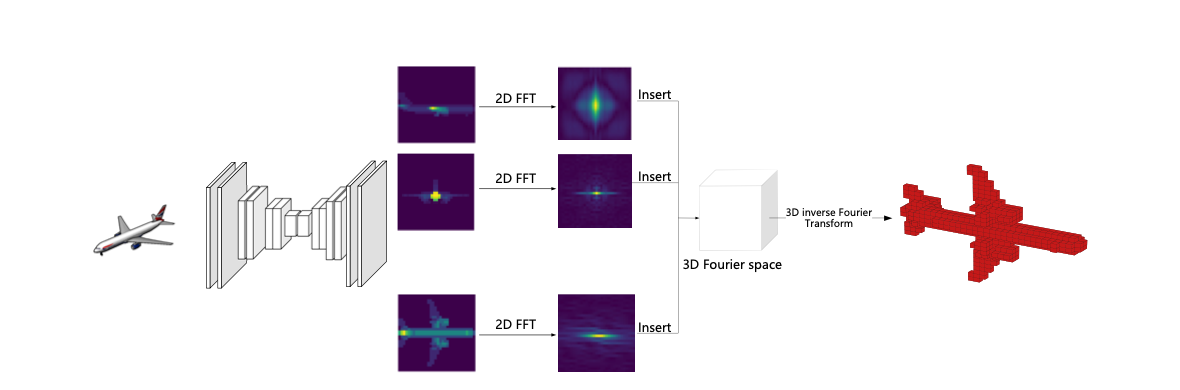 2D FFT
Insert
2D FFT
Insert
3D inverse Fourier
Transform
3D Fourier space
2D FFT
Insert